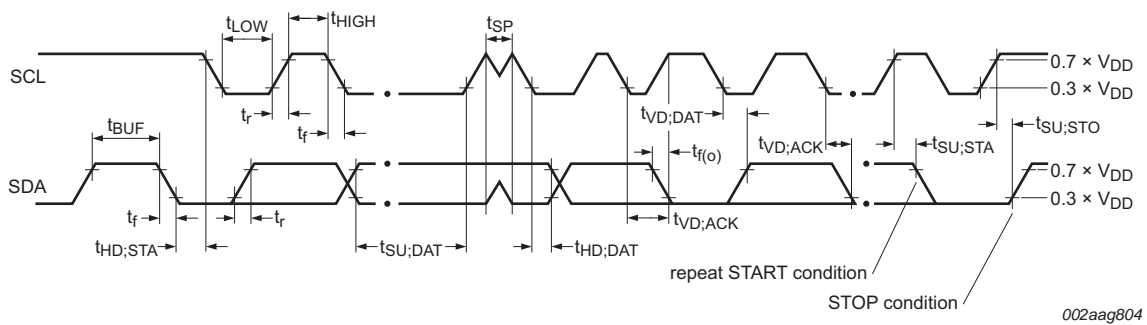 tLOW
tHIGH
tSP
SCL
0.7 × VDD
0.3 × VDD
tr
tf
tVD;DAT
tSU;STO
tBUF
tf(o)
tVD;ACK
tSU;STA
SDA
0.7 × VDD
0.3 × VDD
tf
tr
tHD;STA
tSU;DAT
tHD;DAT
tVD;ACK
repeat START condition
STOP condition
002aag804